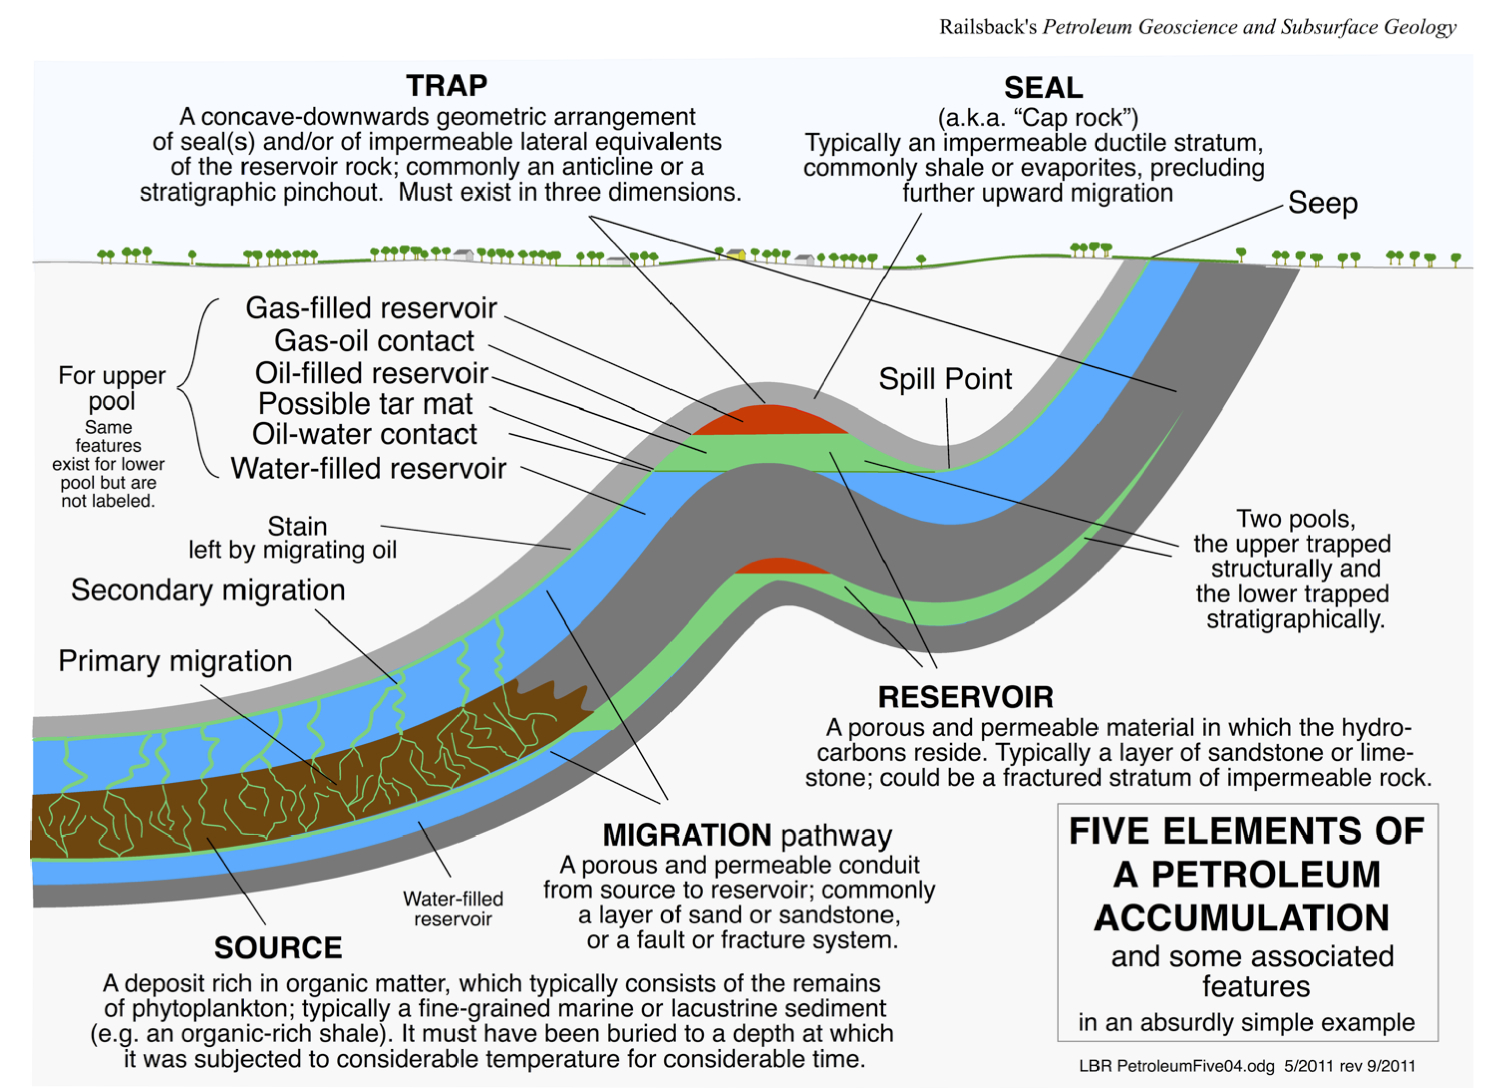 Railsback's Petroleum Geoscience and Subsurface Geology
TRAP
A concave-downwards geometric arrangement
of seal(s) and/or of impermeable lateral equivalents
of the reservoir rock; commonly an anticline or a
stratigraphic pinchout.  Must exist in three dimensions.
SEAL
(a.k.a. “Cap rock”)
Typically an impermeable ductile stratum,
commonly shale or evaporites, precluding
further upward migration
Seep
Gas-filled reservoir
Gas-oil contact
Oil-filled reservoir
Possible tar mat
Oil-water contact
Water-filled reservoir
For upper
pool
Same
features
exist for lower
pool but are
not labeled.
Spill Point
Stain
left by migrating oil
Secondary migration
Primary migration
Two pools,
the upper trapped
structurally and
the lower trapped
stratigraphically.
RESERVOIR
A porous and permeable material in which the hydro-
carbons reside. Typically a layer of sandstone or lime-
stone; could be a fractured stratum of impermeable rock.
MIGRATION pathway
A porous and permeable conduit
from source to reservoir; commonly
a layer of sand or sandstone,
or a fault or fracture system.
Water-filled
reservoir
SOURCE
A deposit rich in organic matter, which typically consists of the remains
of phytoplankton; typically a fine-grained marine or lacustrine sediment
(e.g. an organic-rich shale). It must have been buried to a depth at which
it was subjected to considerable temperature for considerable time.
FIVE ELEMENTS OF
A PETROLEUM
ACCUMULATION
and some associated
features
in an absurdly simple example
LBR PetroleumFive04.odg  5/2011 rev 9/2011